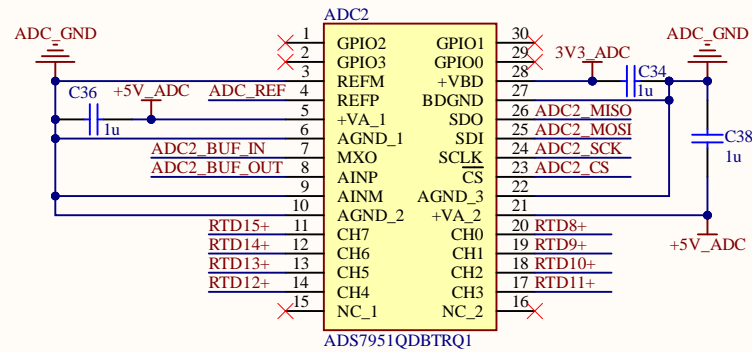 ADC2
ADC_GND
ADC_GND
1 GPIO2 GPIO1 30
2 GPIO3 GPIO0 29
3 REFM +VBD 28 3V3_ADC C34 1u
ADC_REF 4 REFP BDGND 27
C36 1u +5V_ADC 5 +VA_1 SDO 26 ADC2_MISO
6 AGND_1 SDI 25 ADC2_MOSI C38 1u
ADC2_BUF_IN 7 MXO SCLK 24 ADC2_SCK
ADC2_BUF_OUT 8 AINP CS 23 ADC2_CS
9 AINM AGND_3 22
10 AGND_2 +VA_2 21 +5V_ADC
RTD15+ 11 CH7 CH0 20 RTD8+
RTD14+ 12 CH6 CH1 19 RTD9+
RTD13+ 13 CH5 CH2 18 RTD10+
RTD12+ 14 CH4 CH3 17 RTD11+
15 NC_1 NC_2 16
ADS7951QDBTRQ1